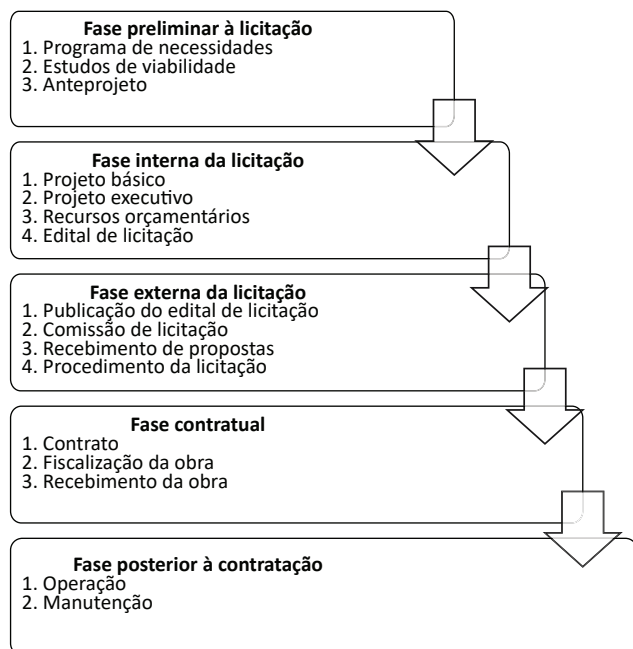 Fase preliminar à licitação
1. Programa de necessidades
2. Estudos de viabilidade
3. Anteprojeto
Fase interna da licitação
1. Projeto básico
2. Projeto executivo
3. Recursos orçamentários
4. Edital de licitação
Fase externa da licitação
1. Publicação do edital de licitação
2. Comissão de licitação
3. Recebimento de propostas
4. Procedimento da licitação
Fase contratual
1. Contrato
2. Fiscalização da obra
3. Recebimento da obra
Fase posterior à contratação
1. Operação
2. Manutenção